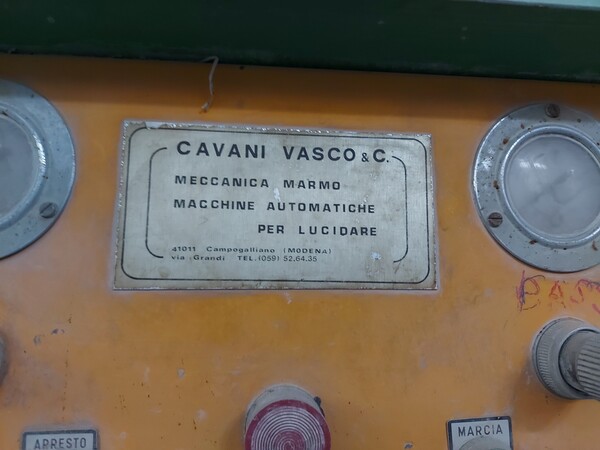 CAVANI VASCO & C.
MECCANICA MARMO
MACCHINE AUTOMATICHE
PER LUCIDARE
41011 Campogalliano (MODENA)
via Grandi TEL. (059) 52.64.35
ARRESTO
MARCIA